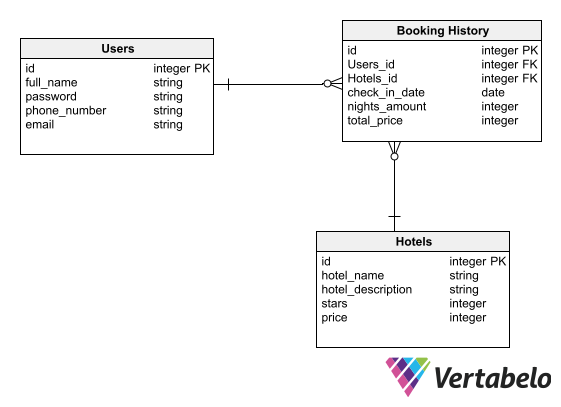 Users
id integer PK
full_name string
password string
phone_number string
email string
Booking History
id integer PK
Users_id integer FK
Hotels_id integer FK
check_in_date date
nights_amount integer
total_price integer
Hotels
id integer PK
hotel_name string
hotel_description string
stars integer
price integer
Vertabelo